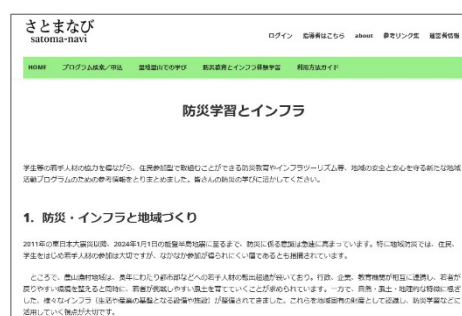 さとまなび
satoma-navi
ログイン 指導者はこちら about 参考リンク集 運営者情報
HOME プログラム検索/申込 里地里山での学び 防災教育とインフラ体験学習 利用方法ガイド
防災学習とインフラ
学生等の若手人材の協力を得ながら、住民参加型で取組むことができる防災教育やインフラツーリズム等、地域の安全と安心を守る新たな地域
活動プログラムのための参考情報をとりまとめました。皆さんの防災の学びに活かしてください。
1. 防災・インフラと地域づくり
2011年の東日本大震災以降、2024年1月1日の能登半島地震に至るまで、防災に係る意識は急速に高まっています。特に地域防災では、住民、
学生をはじめ若手人材の参加は大切ですが、なかなか参加が得られにくい層であるとも指摘されています。
ところで、農山漁村地域は、長年にわたり都市部などへの若手人材の転出超過が続いており、行政、企業、教育機関が相互に連携し、若者が
戻りやすい環境を整えると同時に、若者が挑戦しやすい風土を育てていくことが求められています。一方で、自然・風土・地理的な特徴に根ざ
した、様々なインフラ（生活や産業の基盤となる設備や施設）が整備されてきました。これらを地域固有の財産として認識し、防災学習などに
活用していく視点が大切です。